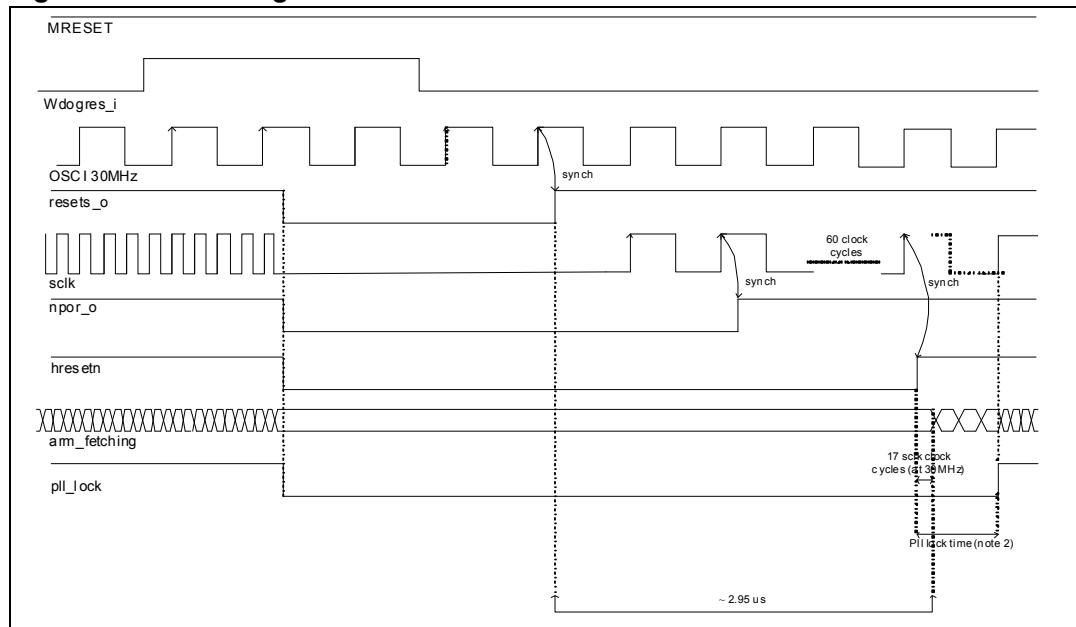 MRESET
Wdogres_i
OSCI 30MHz
synch
resets_o
60 clock
cycles
sclk
synch
synch
npor_o
hresetn
arm_fetching
17 sclk clock
cycles (at 30MHz)
pll_lock
Pll lock time (note 2)
~ 2.95 us